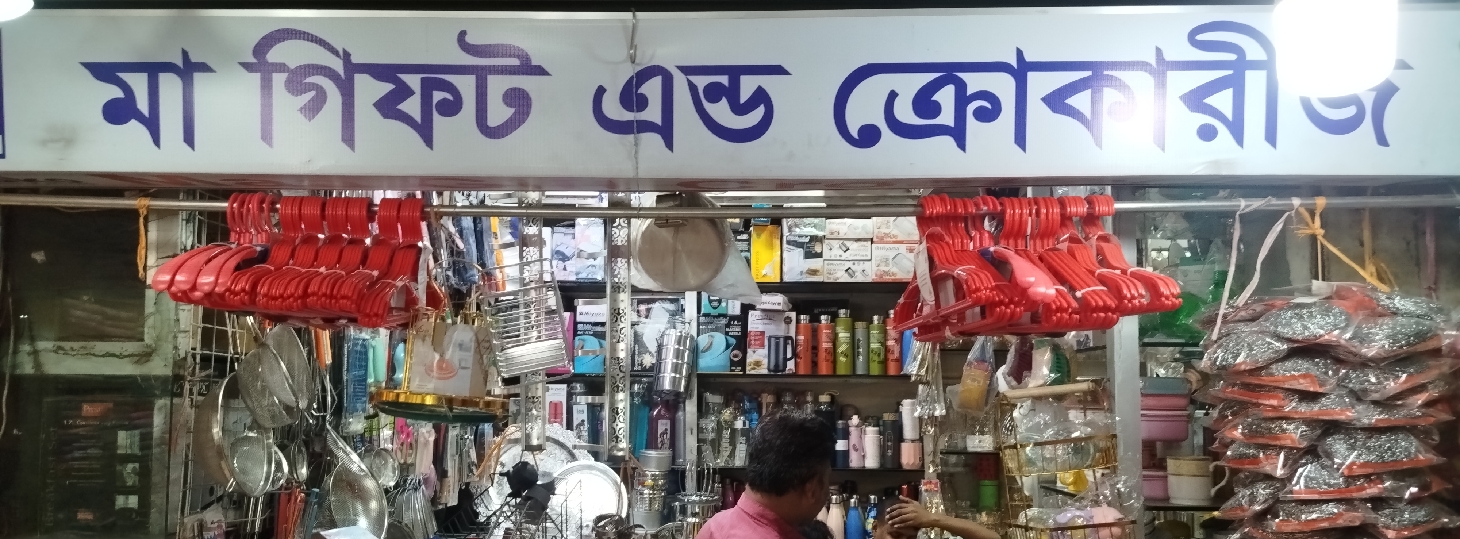 মা গিফট এন্ড ক্রোকারীজ